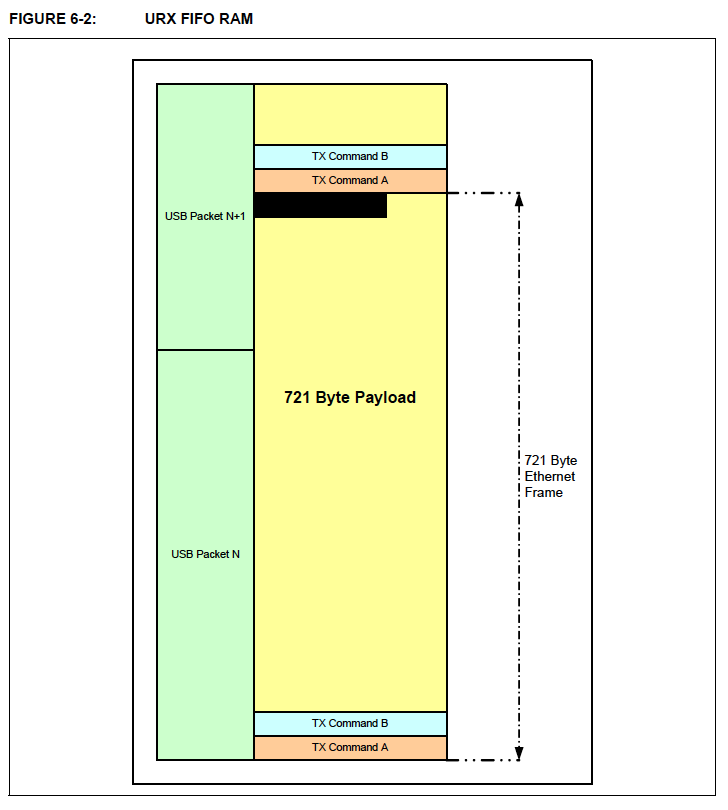 FIGURE 6-2: URX FIFO RAM
TX Command B
TX Command A
USB Packet N+1
721 Byte Payload
721 Byte
Ethernet
Frame
USB Packet N
TX Command B
TX Command A